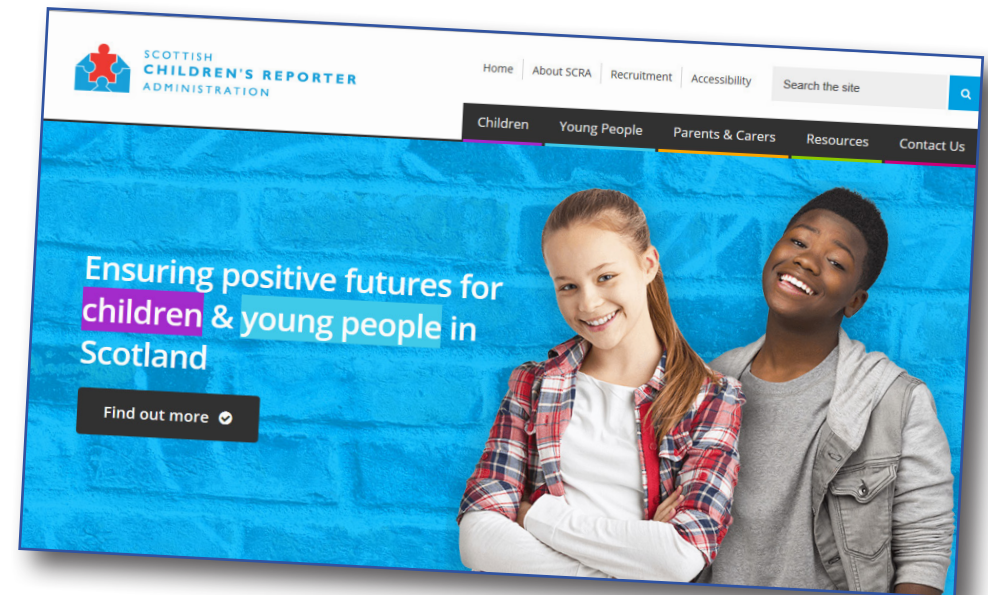 SCOTTISH
CHILDREN'S REPORTER
ADMINISTRATION
Home About SCRA Recruitment Accessibility Search the site
Children Young People Parents & Carers Resources Contact Us
Ensuring positive futures for
children & young people in
Scotland
Find out more